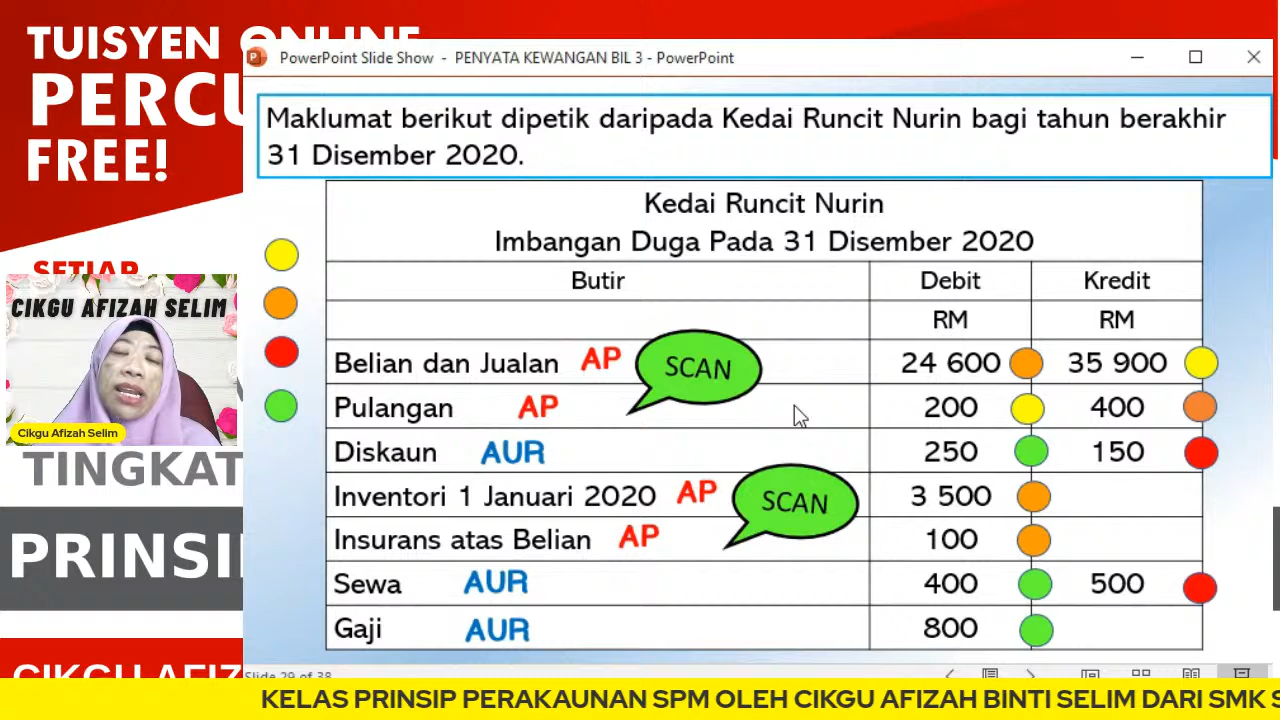 TUISYEN ONLINE
PERCU
FREE!
SETIAP
CIKGU AFIZAH SELIM
Cikgu Afizah Selim
TINGKAT
PRINSI
CIKGU AFIZ
PowerPoint Slide Show - PENYATA KEWANGAN BIL 3 - PowerPoint
Maklumat berikut dipetik daripada Kedai Runcit Nurin bagi tahun berakhir
31 Disember 2020.
Kedai Runcit Nurin
Imbangan Duga Pada 31 Disember 2020
Butir Debit Kredit
RM RM
Belian dan Jualan AP SCAN 24 600 35 900
Pulangan AP 200 400
Diskaun AUR 250 150
Inventori 1 Januari 2020 AP SCAN 3 500
Insurans atas Belian AP 100
Sewa AUR 400 500
Gaji AUR 800
Slide 29 of 38
KELAS PRINSIP PERAKAUNAN SPM OLEH CIKGU AFIZAH BINTI SELIM DARI SMK S